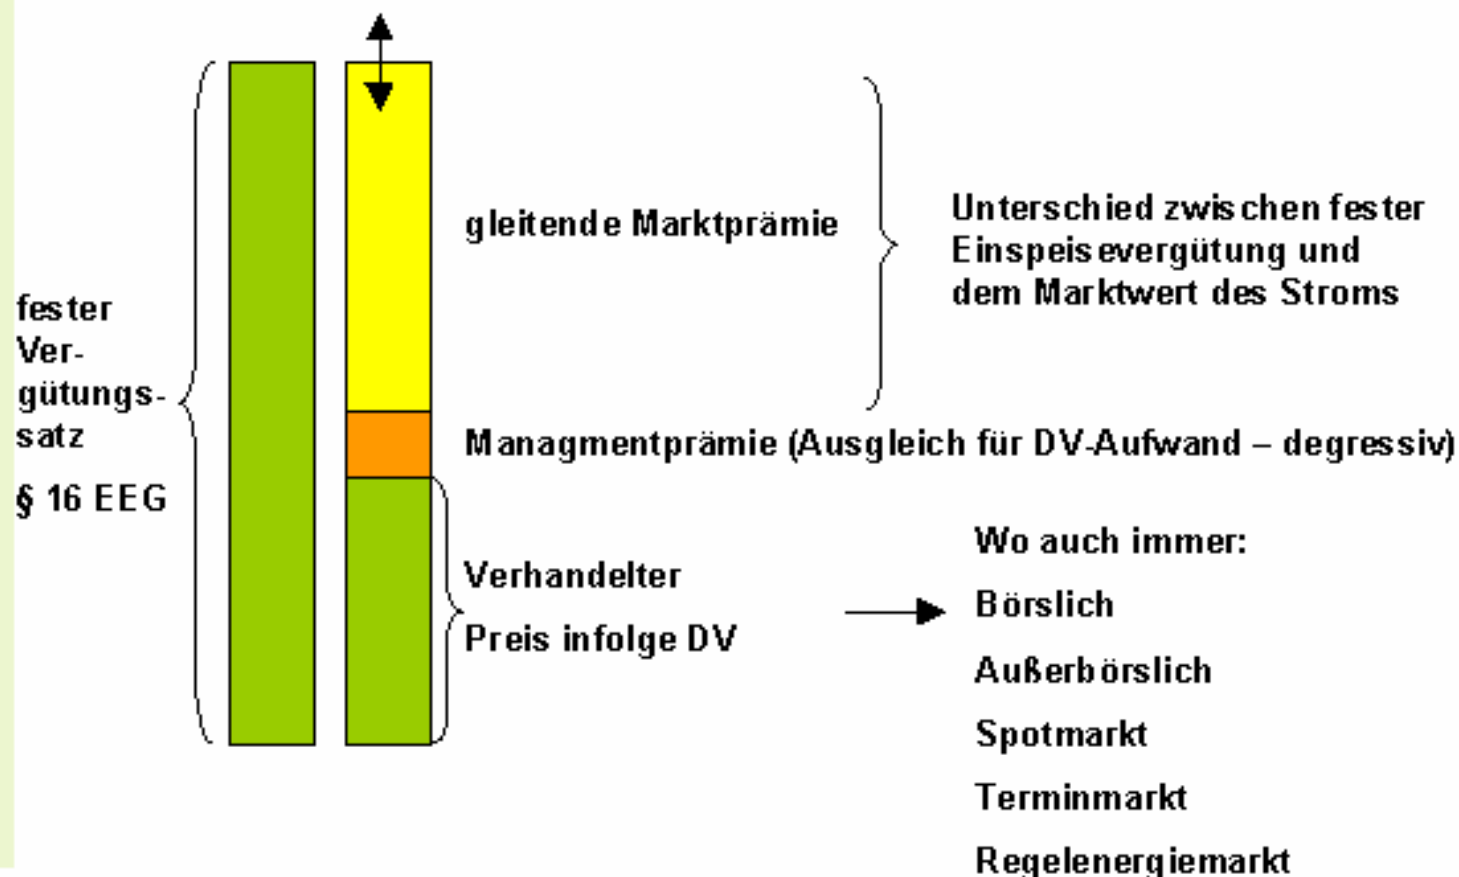 fester
Ver-
gütungs-
satz
§ 16 EEG
gleitende Marktprämie
Unterschied zwischen fester
Einspeisevergütung und
dem Marktwert des Stroms
Managmentprämie (Ausgleich für DV-Aufwand – degressiv)
Verhandelter
Preis infolge DV
Wo auch immer:
Börslich
Außerbörslich
Spotmarkt
Terminmarkt
Regelenergiemarkt